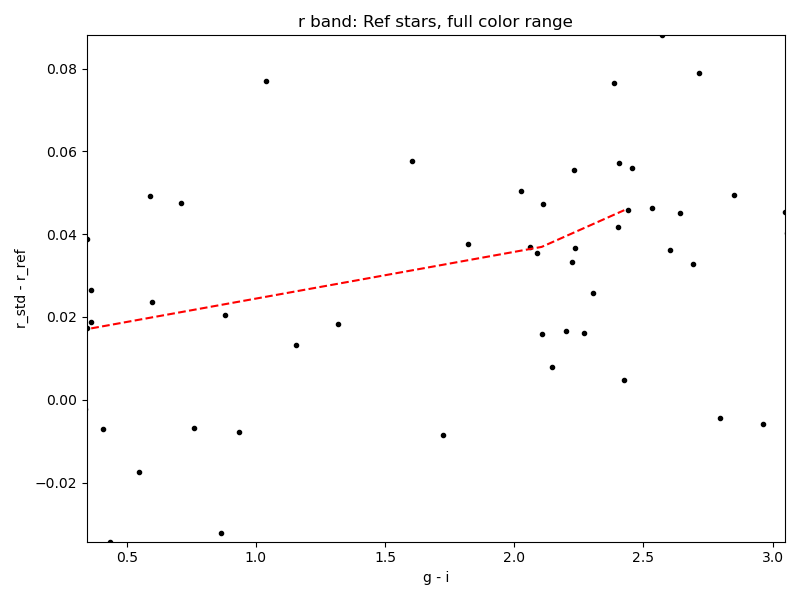 r band: Ref stars, full color range
r_std - r_ref
0.08
0.06
0.04
0.02
0.00
−0.02
0.5 1.0 1.5 2.0 2.5 3.0
g - i